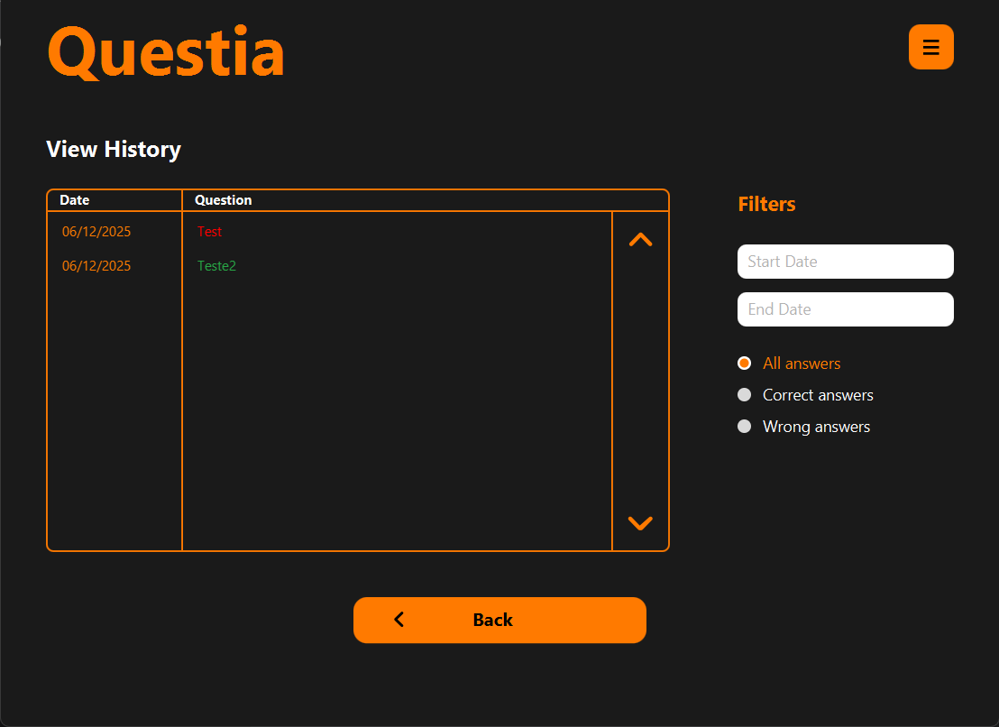 Questia
View History
Date Question
06/12/2025 Test
06/12/2025 Teste2
Filters
Start Date
End Date
All answers
Correct answers
Wrong answers
Back